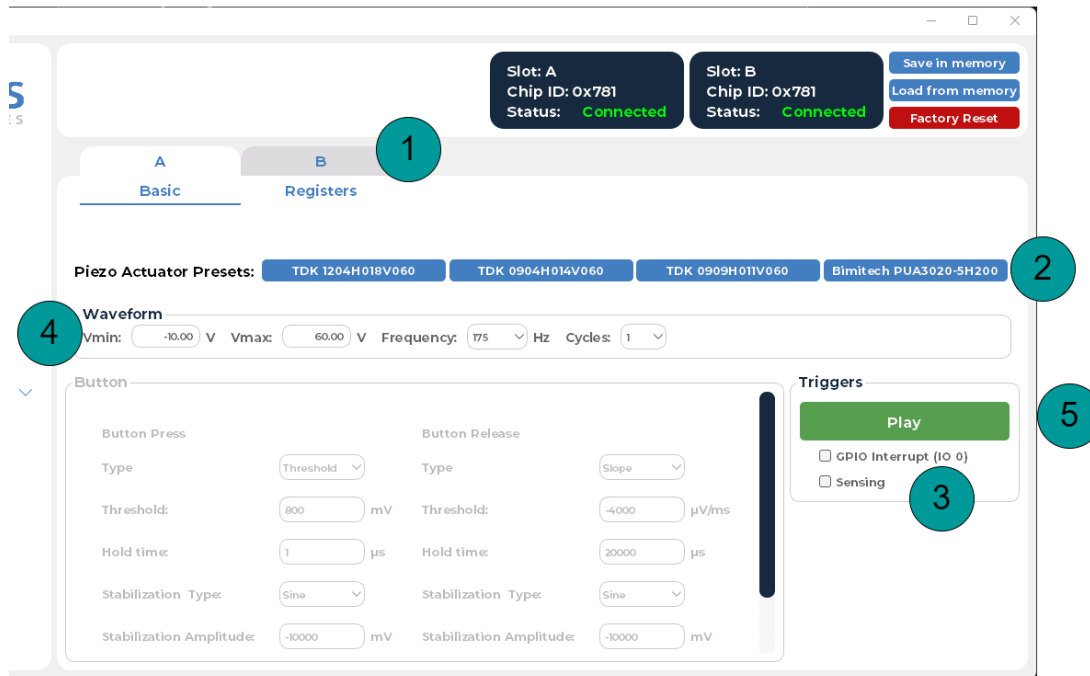 Slot: A
Chip ID: 0x781
Status: Connected
Slot: B
Chip ID: 0x781
Status: Connected
Save in memory
Load from memory
Factory Reset
S
ES
A
B
1
Basic
Registers
Piezo Actuator Presets:
TDK 1204H018V060
TDK 0904H014V060
TDK 0909H011V060
Bimitech PUA3020-5H200
2
4
Waveform
Vmin: -10.00 V Vmax: 60.00 V Frequency: 175 Hz Cycles: 1
Button
Button Press
Button Release
Type Threshold
Type Slope
Threshold: 800 mV
Threshold: -4000 µV/ms
Hold time: 1 µs
Hold time: 20000 µs
Stabilization Type: Sine
Stabilization Type: Sine
Stabilization Amplitude: -10000 mV
Stabilization Amplitude: -10000 mV
Triggers
Play
5
GPIO Interrupt (IO 0)
Sensing
3